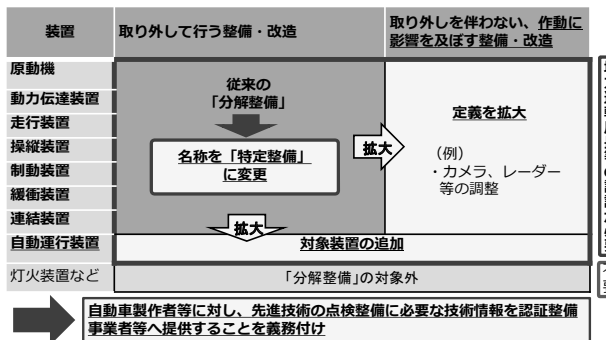 装置
取り外して行う整備・改造
取り外しを伴わない、作動に
影響を及ぼす整備・改造
原動機
動力伝達装置
走行装置
操縦装置
制動装置
緩衝装置
連結装置
自動運行装置
従来の
「分解整備」
名称を「特定整備」
に変更
拡大
定義を拡大
（例）
・カメラ、レーダー
等の調整
拡大
対象装置の追加
灯火装置など
「分解整備」の対象外
自動車製作者等に対し、先進技術の点検整備に必要な技術情報を認証整備
事業者等へ提供することを義務付け